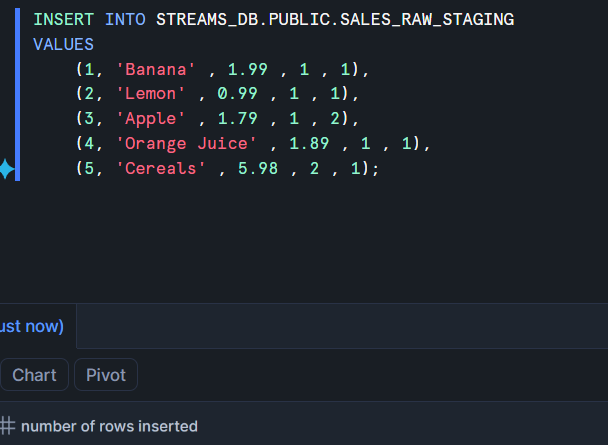 INSERT INTO STREAMS_DB.PUBLIC.SALES_RAW_STAGING
VALUES
(1, 'Banana' , 1.99 , 1 , 1),
(2, 'Lemon' , 0.99 , 1 , 1),
(3, 'Apple' , 1.79 , 1 , 2),
(4, 'Orange Juice' , 1.89 , 1 , 1),
(5, 'Cereals' , 5.98 , 2 , 1);
ust now)
Chart Pivot
# number of rows inserted